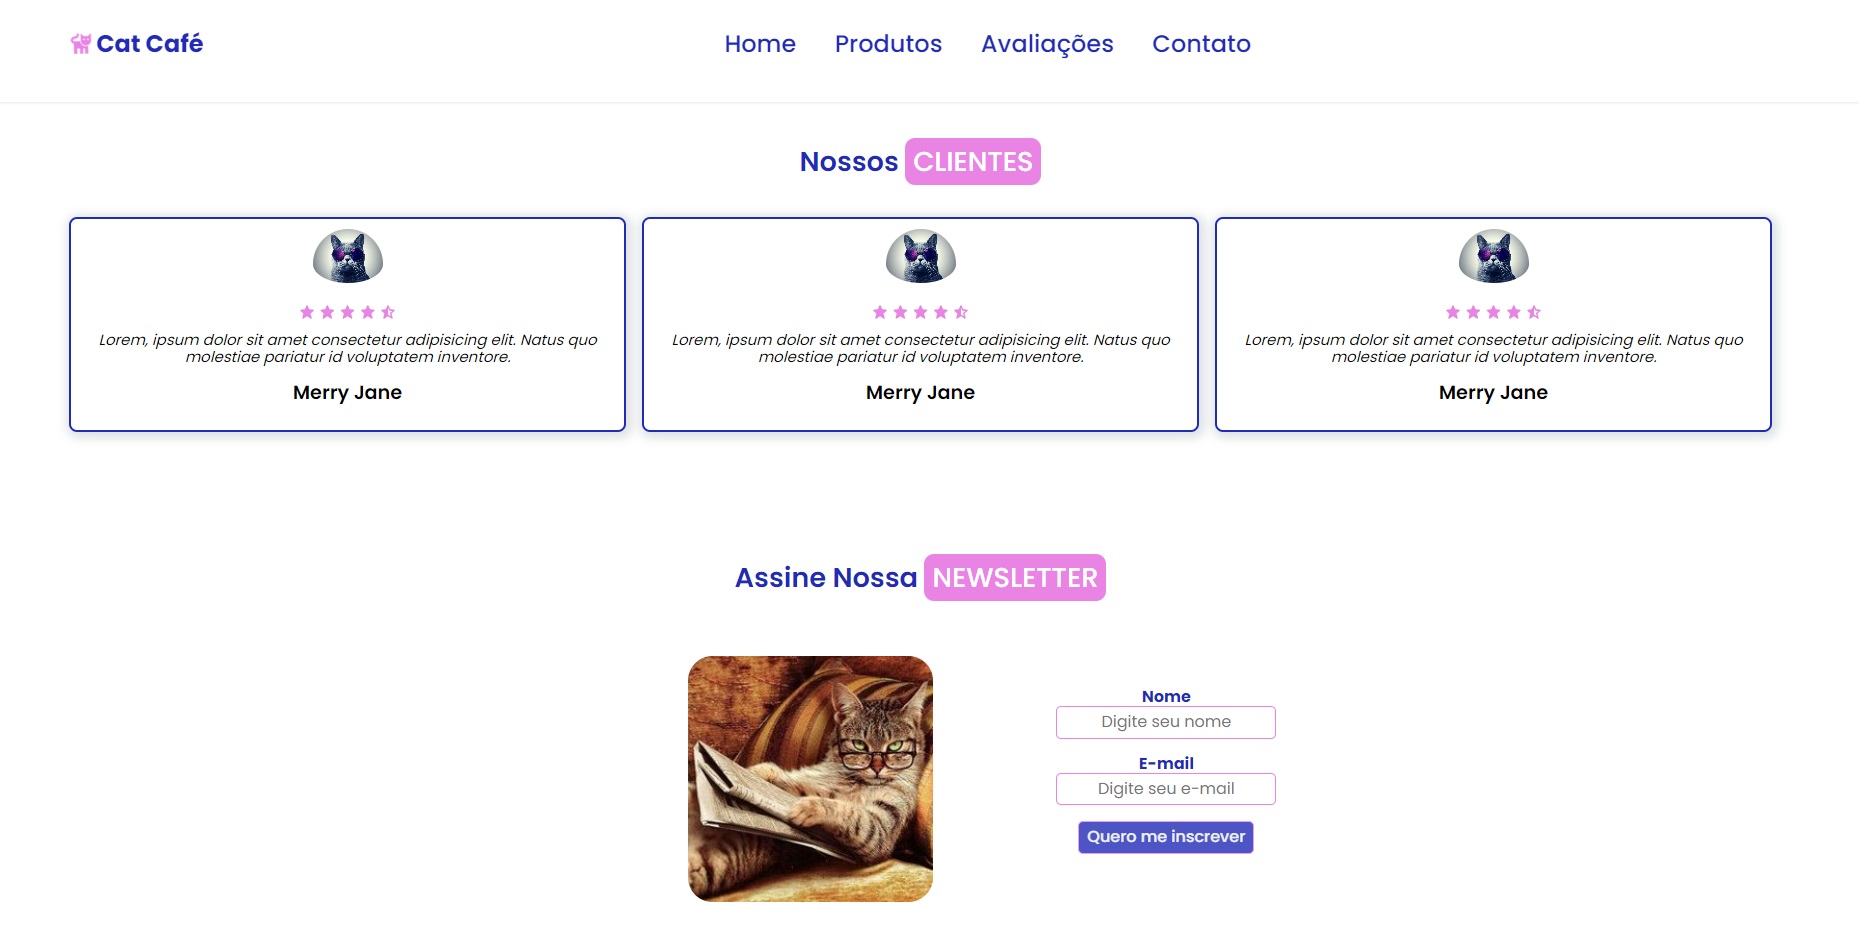 Cat Café
Home Produtos Avaliações Contato
Nossos CLIENTES
Lorem, ipsum dolor sit amet consectetur adipisicing elit. Natus quo
molestiae pariatur id voluptatem inventore.
Merry Jane
Lorem, ipsum dolor sit amet consectetur adipisicing elit. Natus quo
molestiae pariatur id voluptatem inventore.
Merry Jane
Lorem, ipsum dolor sit amet consectetur adipisicing elit. Natus quo
molestiae pariatur id voluptatem inventore.
Merry Jane
Assine Nossa NEWSLETTER
Nome
Digite seu nome
E-mail
Digite seu e-mail
Quero me inscrever